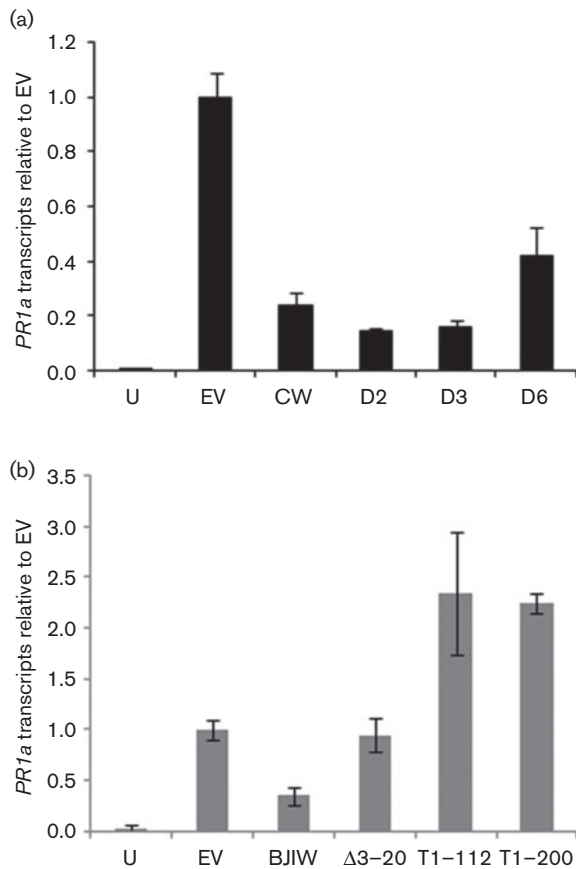 (a)
PR1a transcripts relative to EV
1.2
1.0
0.8
0.6
0.4
0.2
0.0
U EV CW D2 D3 D6
(b)
PR1a transcripts relative to EV
3.5
3.0
2.5
2.0
1.5
1.0
0.5
0.0
U EV BJIW Δ3–20 T1–112 T1–200